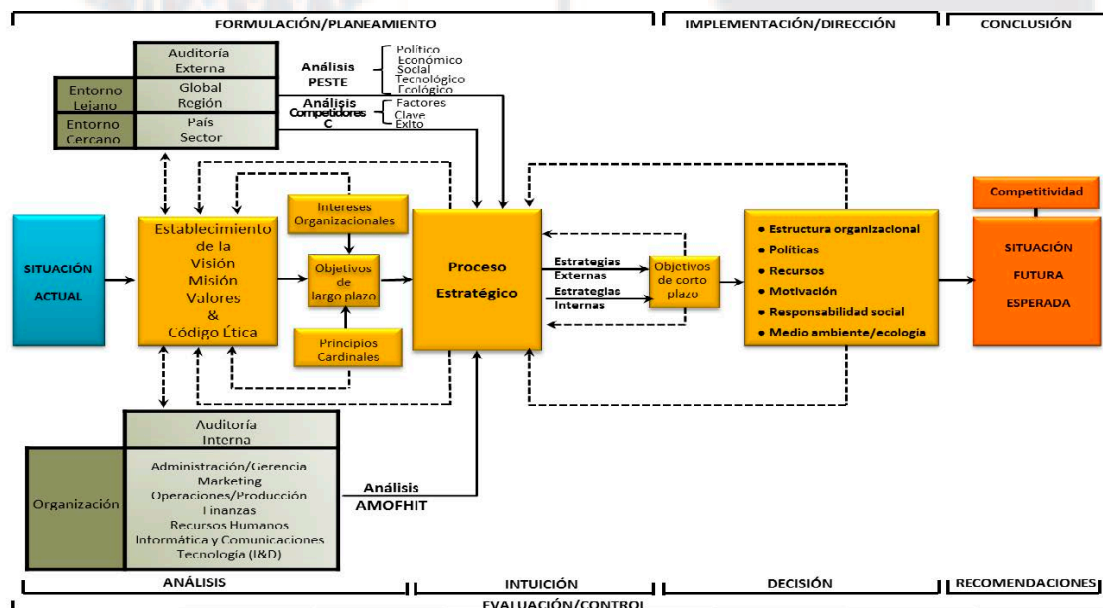 FORMULACIÓN/PLANEAMIENTO
IMPLEMENTACIÓN/DIRECCIÓN
CONCLUSIÓN
Auditoría
Externa
Entorno
Lejano
Global
Región
Entorno
Cercano
País
Sector
Análisis
PESTE
Político
Económico
Social
Tecnológico
Ecológico
Análisis
Competidores
C
Factores
Clave
Exito
SITUACIÓN
ACTUAL
Establecimiento
de la
Visión
Misión
Valores
&
Código Ética
Intereses
Organizacionales
Objetivos
de
largo plazo
Principios
Cardinales
Proceso
Estratégico
Estrategias
Externas
Estrategias
Internas
Objetivos
de corto
plazo
• Estructura organizacional
• Políticas
• Recursos
• Motivación
• Responsabilidad social
• Medio ambiente/ecología
Competitividad
SITUACIÓN
FUTURA
ESPERADA
Auditoría
Interna
Organización
Administración/Gerencia
Marketing
Operaciones/Producción
Finanzas
Recursos Humanos
Informática y Comunicaciones
Tecnología (I&D)
Análisis
AMOFHIT
ANÁLISIS
INTUICIÓN
DECISIÓN
RECOMENDACIONES
EVALUACIÓN/CONTROL